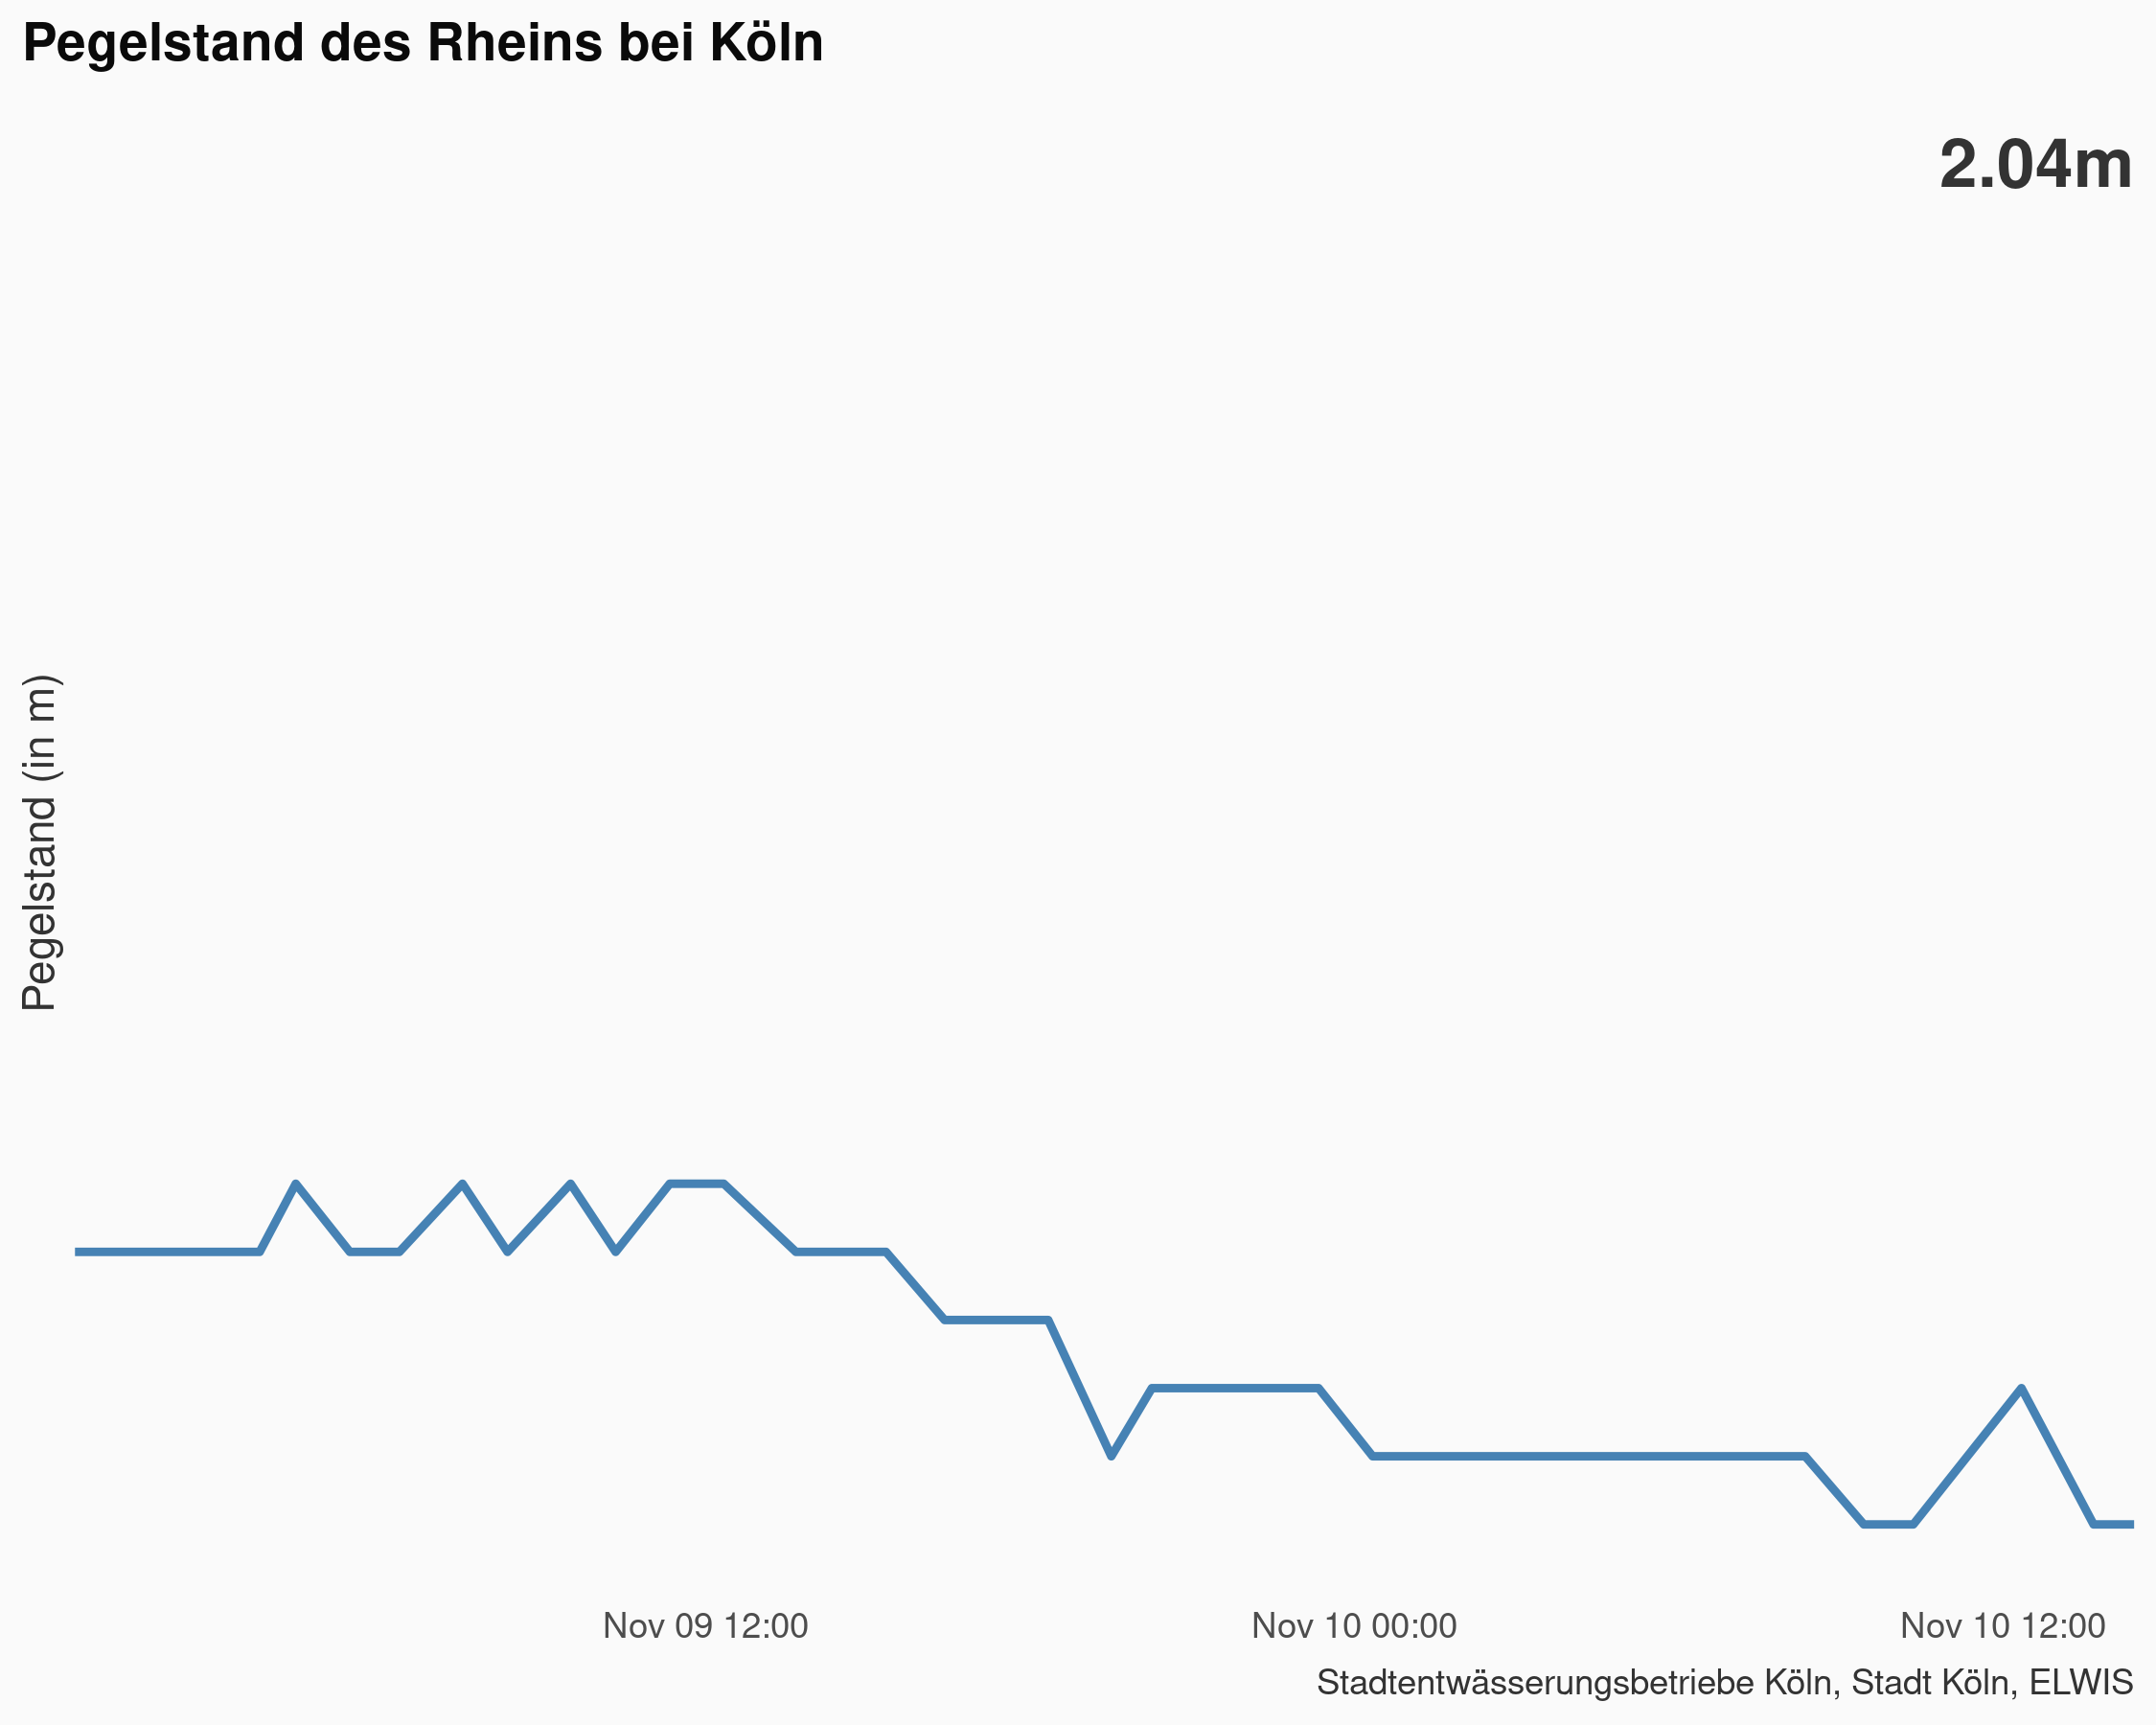 Pegelstand des Rheins bei Köln
2.04m
Pegelstand (in m)
Nov 09 12:00
Nov 10 00:00
Nov 10 12:00
Stadtentwässerungsbetriebe Köln, Stadt Köln, ELWIS